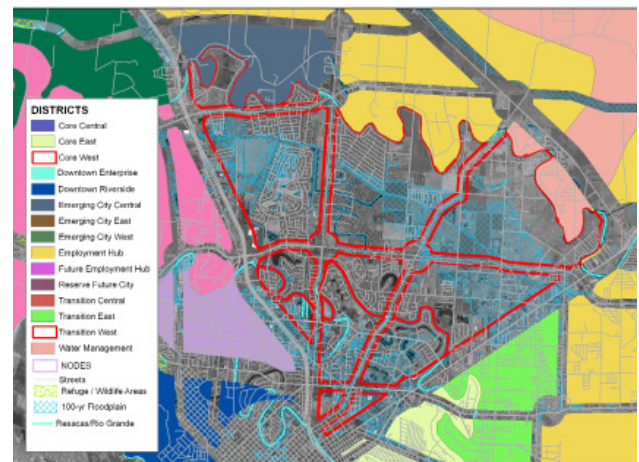 DISTRICTS
Core Central
Core East
Core West
Downtown Enterprise
Downtown Riverside
Emerging City Central
Emerging City East
Emerging City West
Employment Hub
Future Employment Hub
Reserve Future City
Transition Central
Transition East
Transition West
Water Management
NODES
Streets
Refuge / Wildlife Areas
100-yr Floodplain
Resacas/Rio Grande